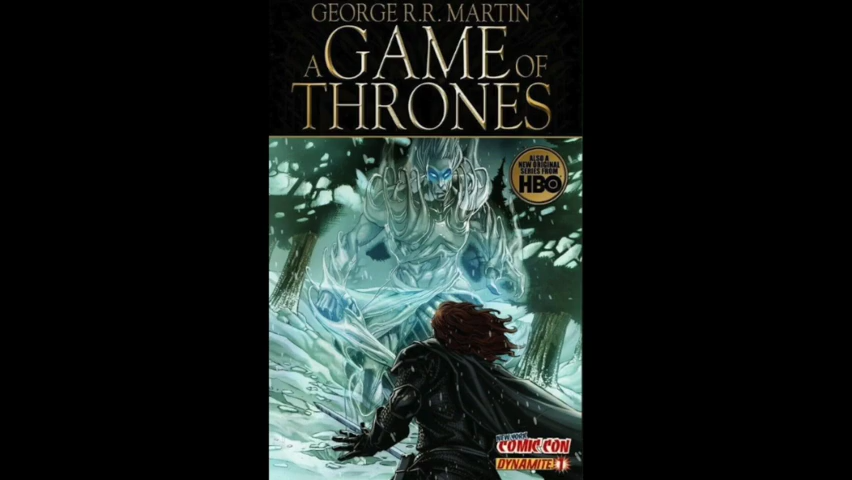 GEORGE R.R. MARTIN
A GAME OF
THRONES
ALSO A
NEW ORIGINAL
SERIES FROM
HBO
NEW YORK
COMIC CON
DYNAMITE 1